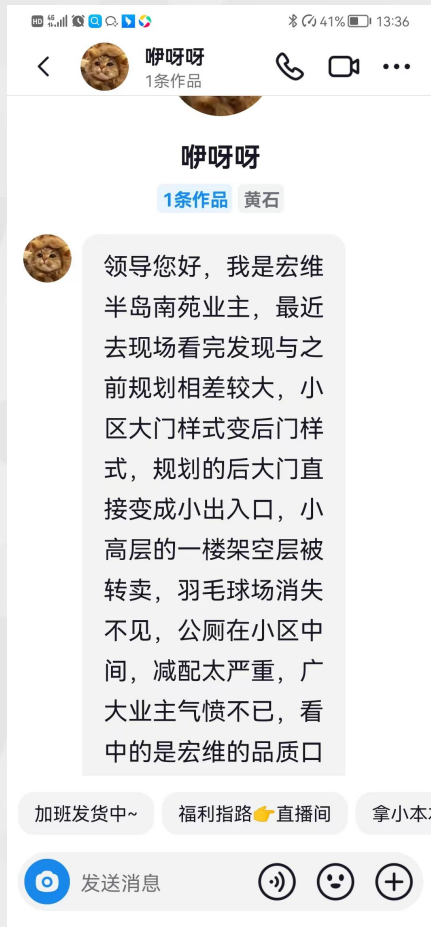 HD 46 41% 13:36
咿呀呀
1条作品
咿呀呀
1条作品 黄石
领导您好，我是宏维
半岛南苑业主，最近
去现场看完发现与之
前规划相差较大，小
区大门样式变后门样
式，规划的后大门直
接变成小出入口，小
高层的一楼架空层被
转卖，羽毛球场消失
不见，公厕在小区中
间，减配太严重，广
大业主气愤不已，看
中的是宏维的品质口
加班发货中~ 福利指路👉直播间 拿小本
发送消息